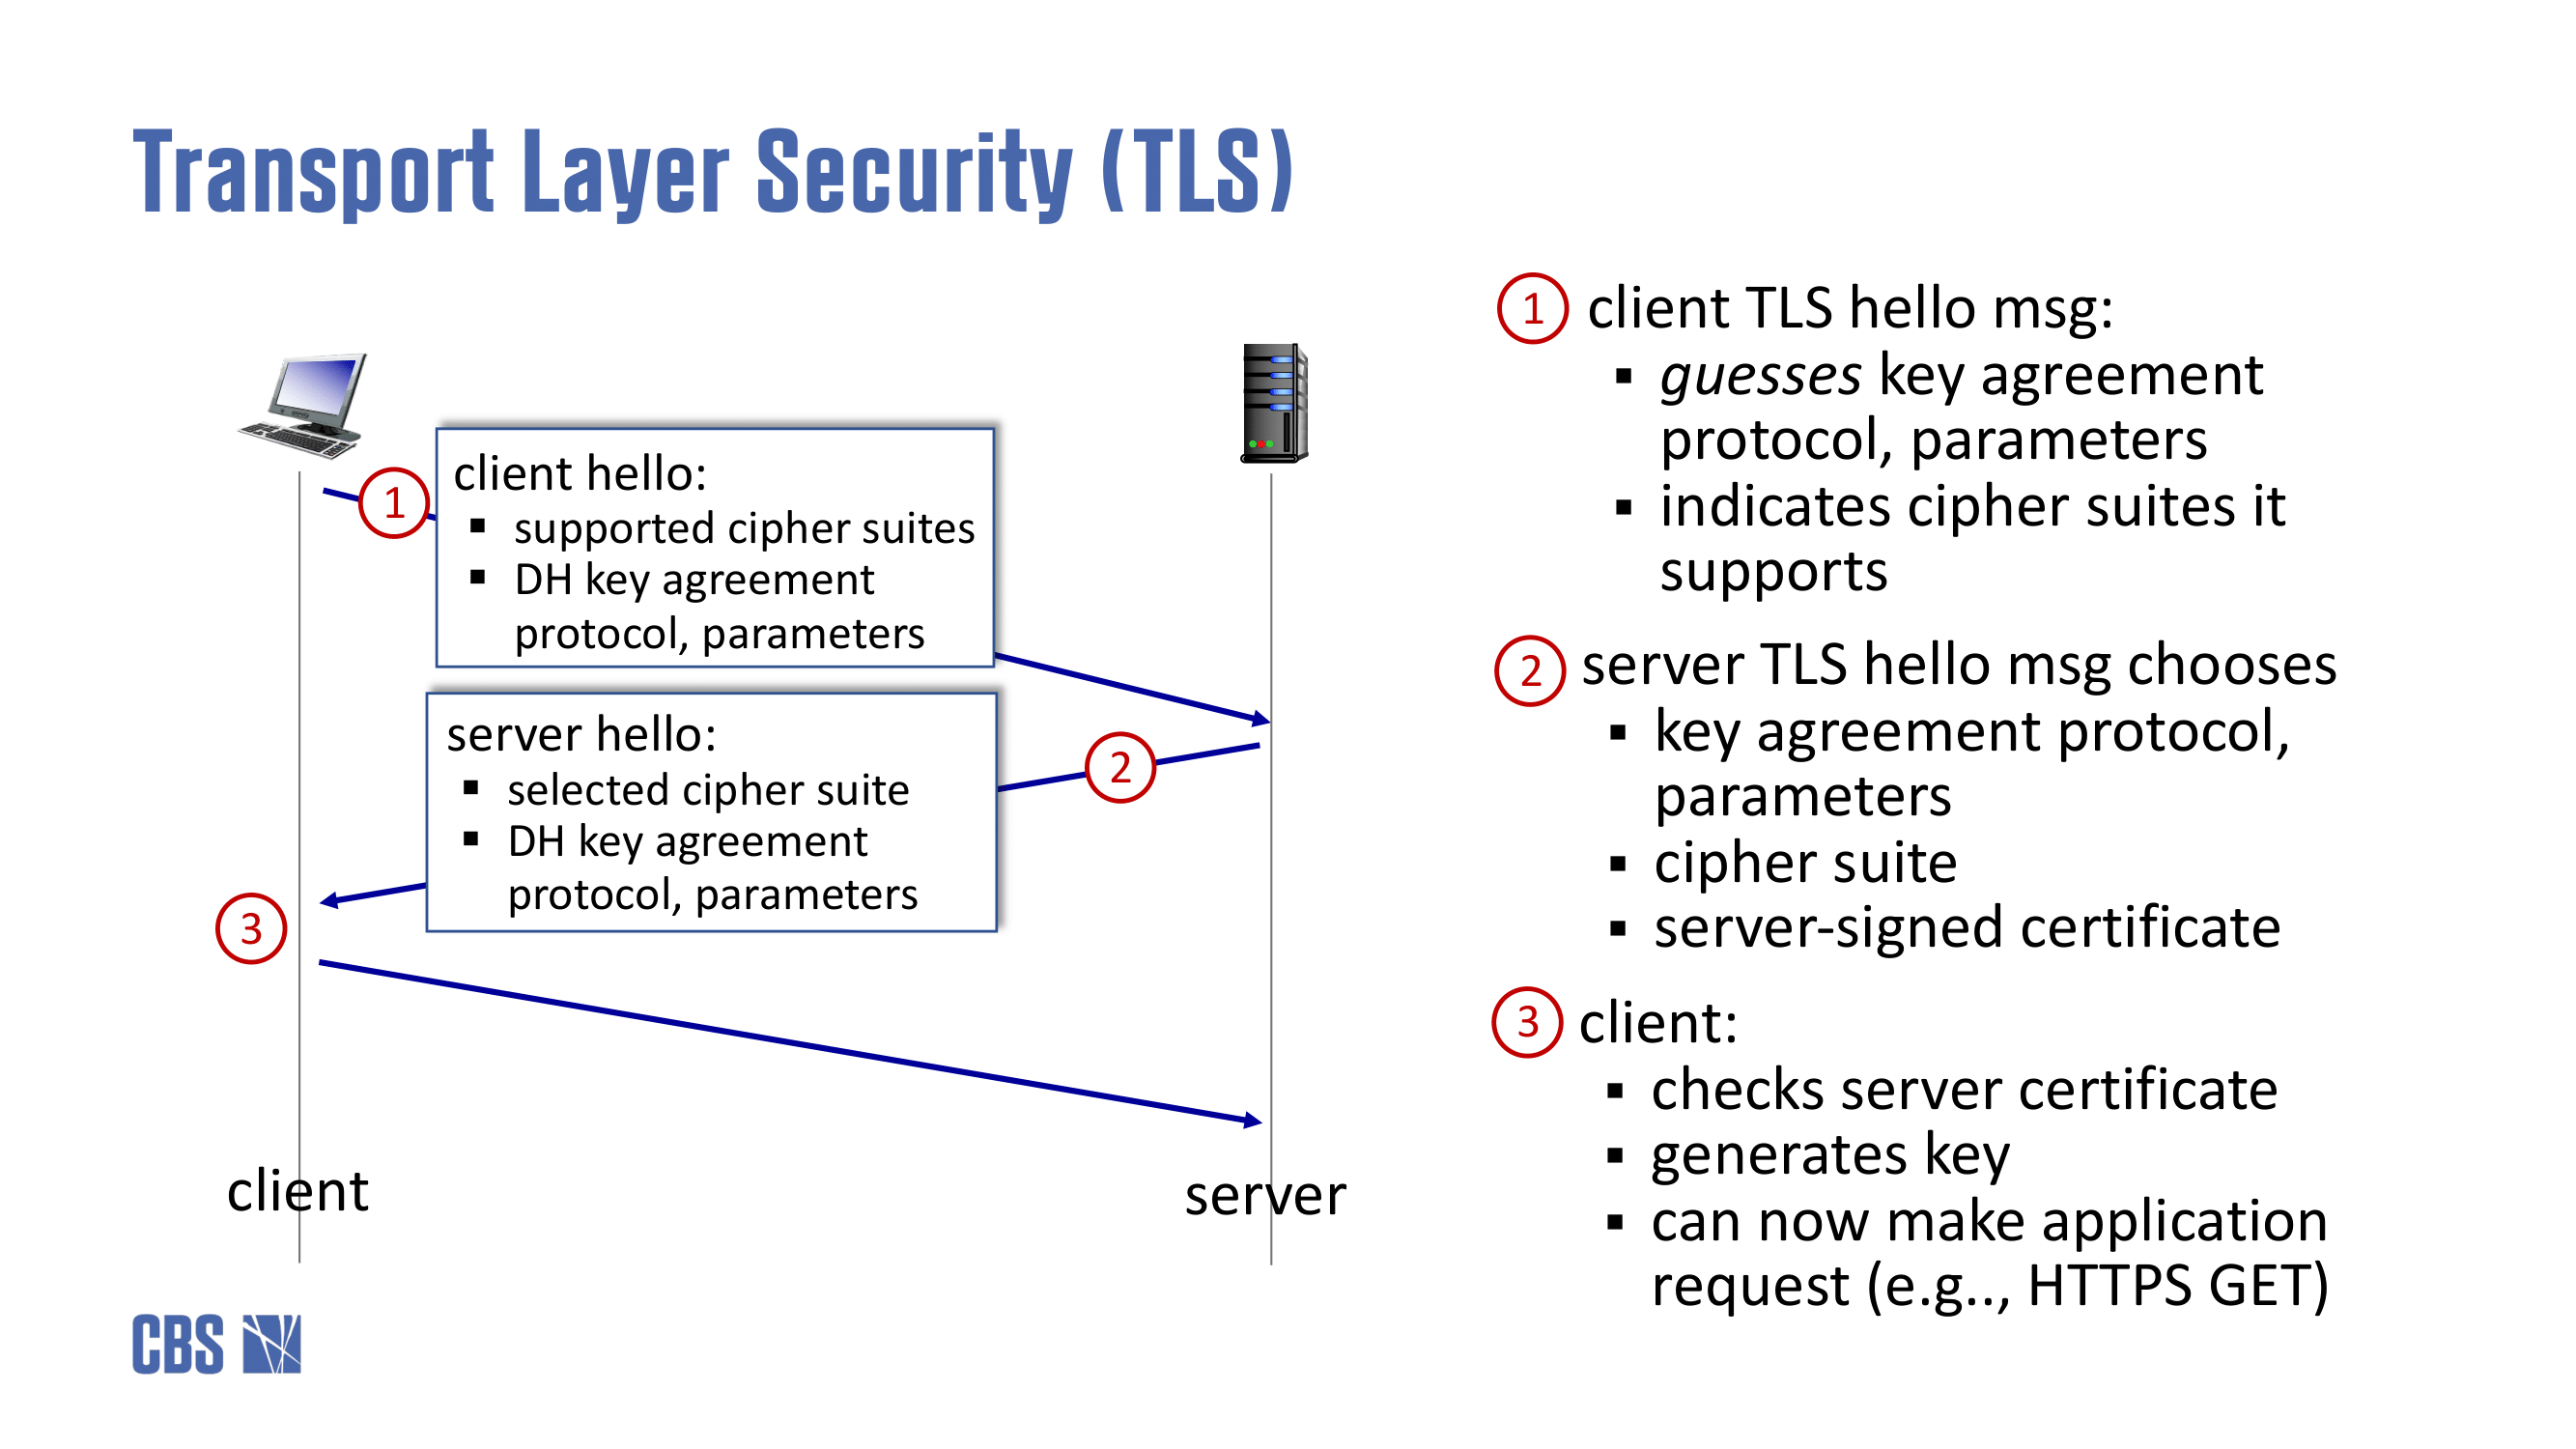 Transport Layer Security (TLS)
1
client hello:
▪ supported cipher suites
▪ DH key agreement
protocol, parameters
server hello:
▪ selected cipher suite
▪ DH key agreement
protocol, parameters
2
3
client
server
1 client TLS hello msg:
▪ guesses key agreement
protocol, parameters
▪ indicates cipher suites it
supports
2 server TLS hello msg chooses
▪ key agreement protocol,
parameters
▪ cipher suite
▪ server-signed certificate
3 client:
▪ checks server certificate
▪ generates key
▪ can now make application
request (e.g.., HTTPS GET)
CBS